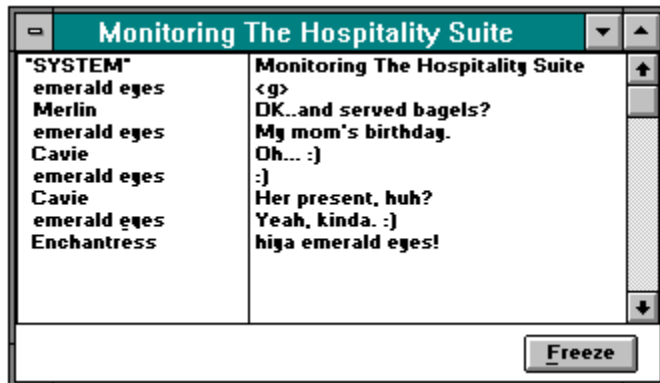 Monitoring The Hospitality Suite
"SYSTEM" Monitoring The Hospitality Suite
emerald eyes <g>
Merlin OK..and served bagels?
emerald eyes My mom's birthday.
Cavie Oh... :)
emerald eyes :)
Cavie Her present, huh?
emerald eyes Yeah, kinda. :)
Enchantress hiya emerald eyes!
Freeze